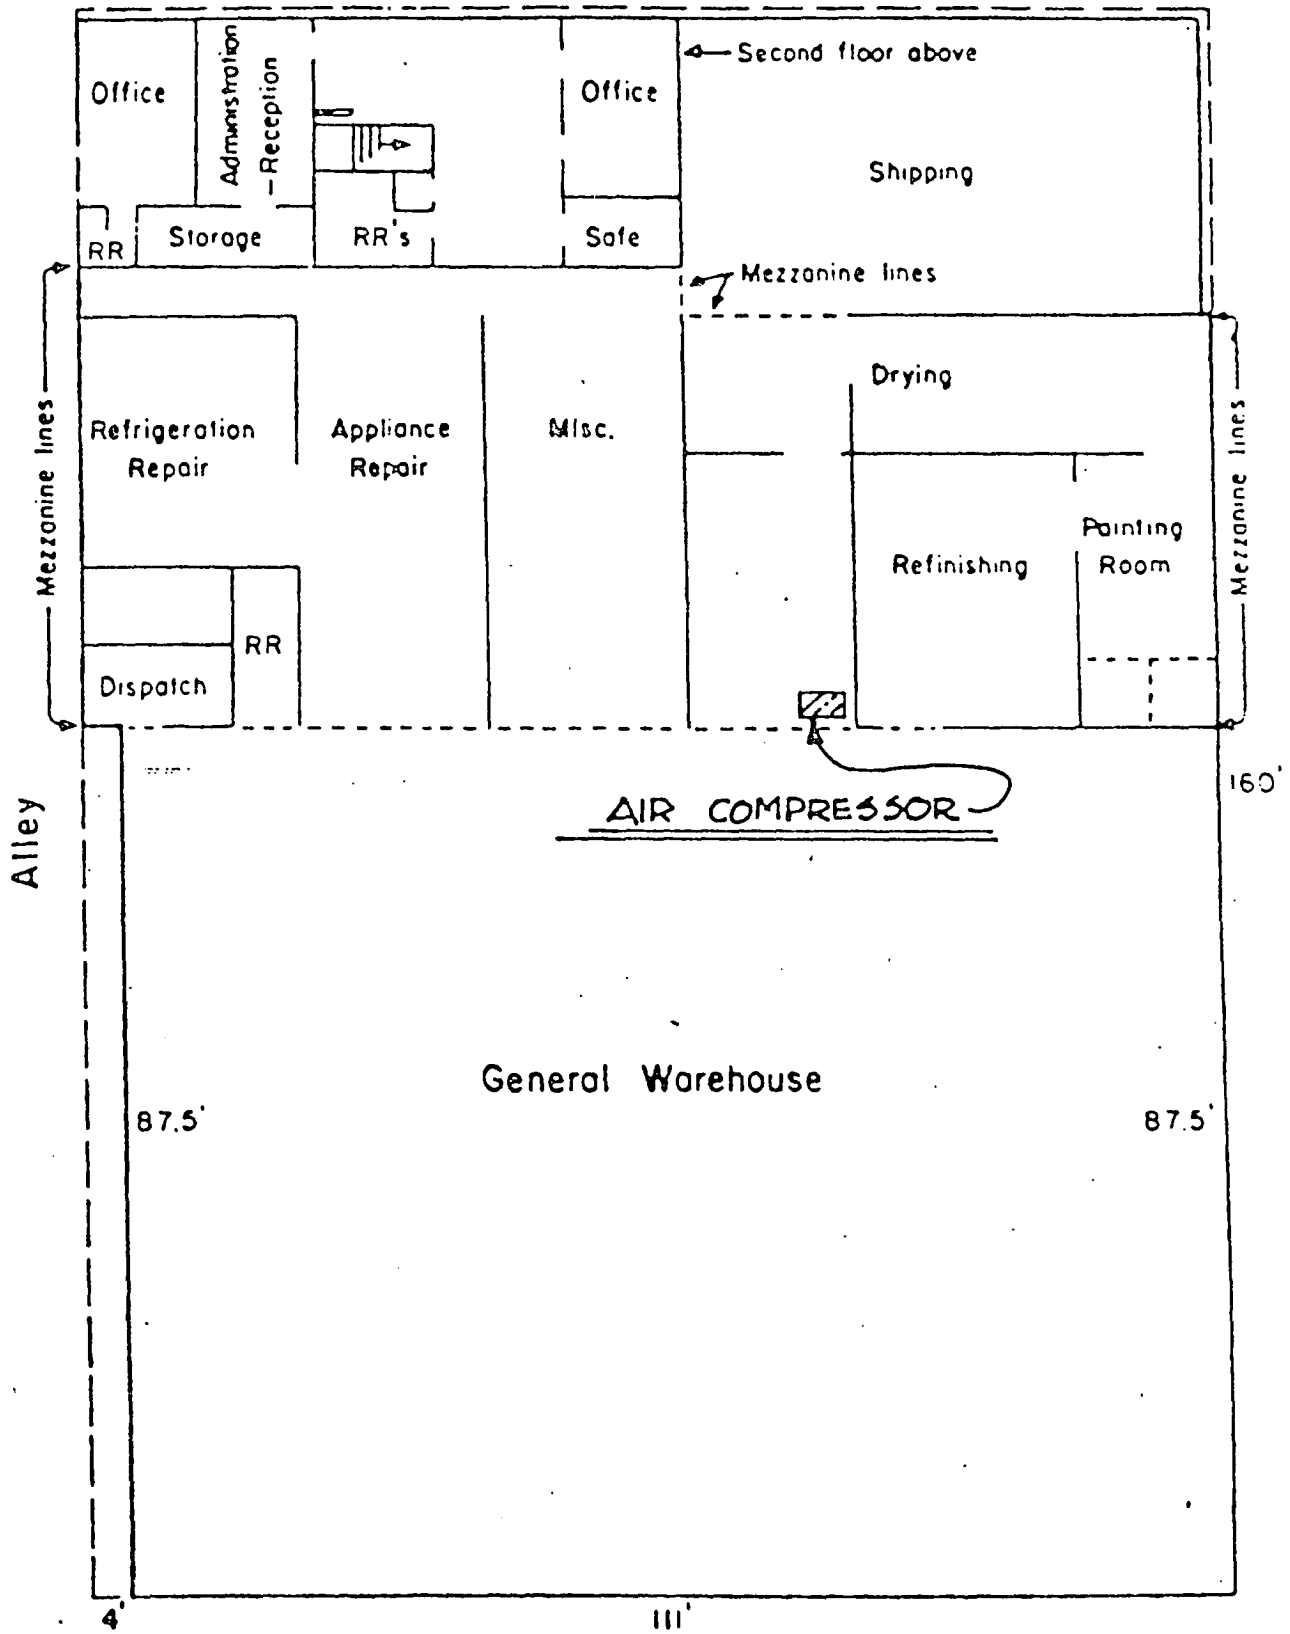 Second floor above
Office
Administration
-Reception
Office
Shipping
RR
Storage
RR's
Safe
Mezzanine lines
Drying
Mezzanine lines
Refrigeration
Repair
Appliance
Repair
Misc.
Mezzanine lines
Painting
Room
Refinishing
RR
Dispatch
160'
AIR COMPRESSOR
Alley
General Warehouse
87.5'
87.5'
4'
111'